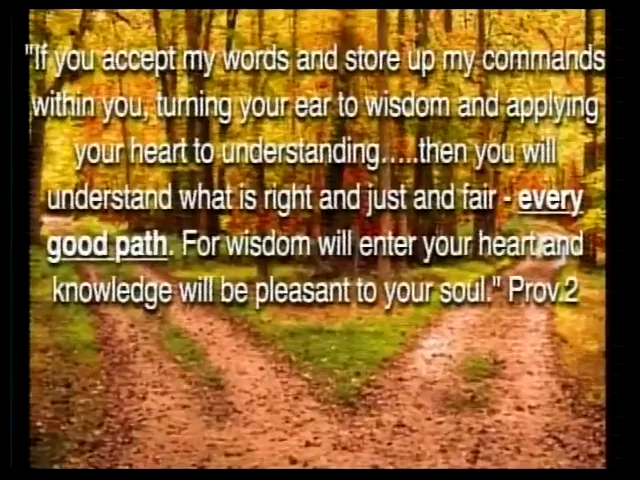 "If you accept my words and store up my commands
within you, turning your ear to wisdom and applying
your heart to understanding.....then you will
understand what is right and just and fair - every
good path. For wisdom will enter your heart and
knowledge will be pleasant to your soul." Prov.2